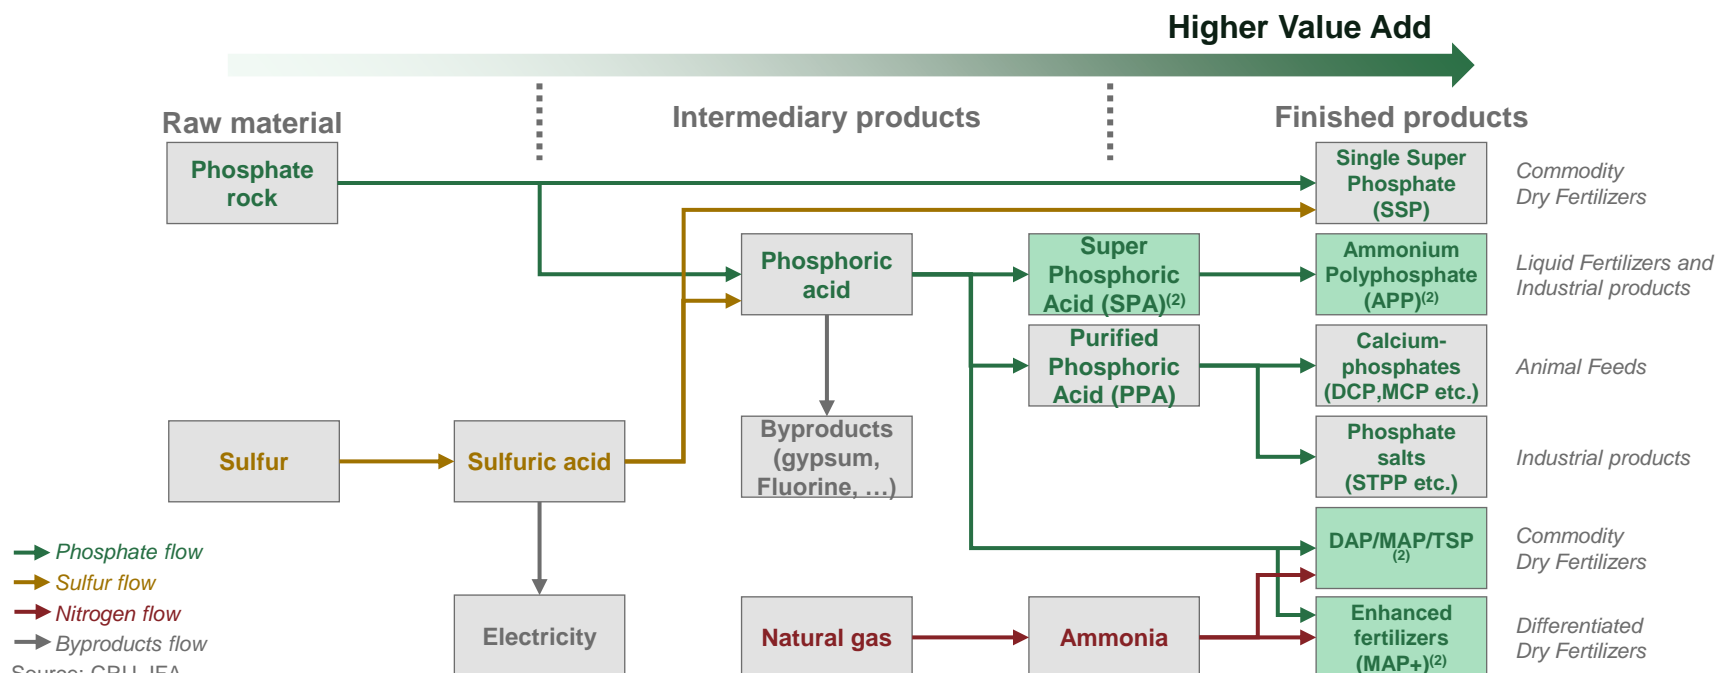 Higher Value Add
Raw material
Intermediary products
Finished products
Phosphate
rock
Single Super
Phosphate
(SSP)
Commodity
Dry Fertilizers
Phosphoric
acid
Super
Phosphoric
Acid (SPA)(2)
Ammonium
Polyphosphate
(APP)(2)
Liquid Fertilizers and
Industrial products
Purified
Phosphoric
Acid (PPA)
Calcium-
phosphates
(DCP,MCP etc.)
Animal Feeds
Sulfur
Sulfuric acid
Byproducts
(gypsum,
Fluorine, …)
Phosphate
salts
(STPP etc.)
Industrial products
DAP/MAP/TSP
(2)
Commodity
Dry Fertilizers
Phosphate flow
Sulfur flow
Nitrogen flow
Byproducts flow
Electricity
Natural gas
Ammonia
Enhanced
fertilizers
(MAP+)(2)
Differentiated
Dry Fertilizers
Source: CRU, IFA